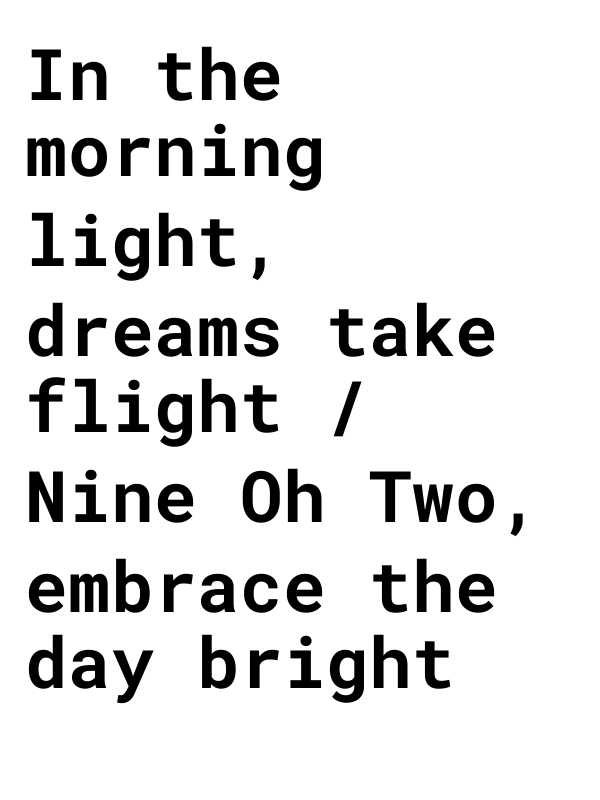 In the
morning
light,
dreams take
flight /
Nine Oh Two,
embrace the
day bright